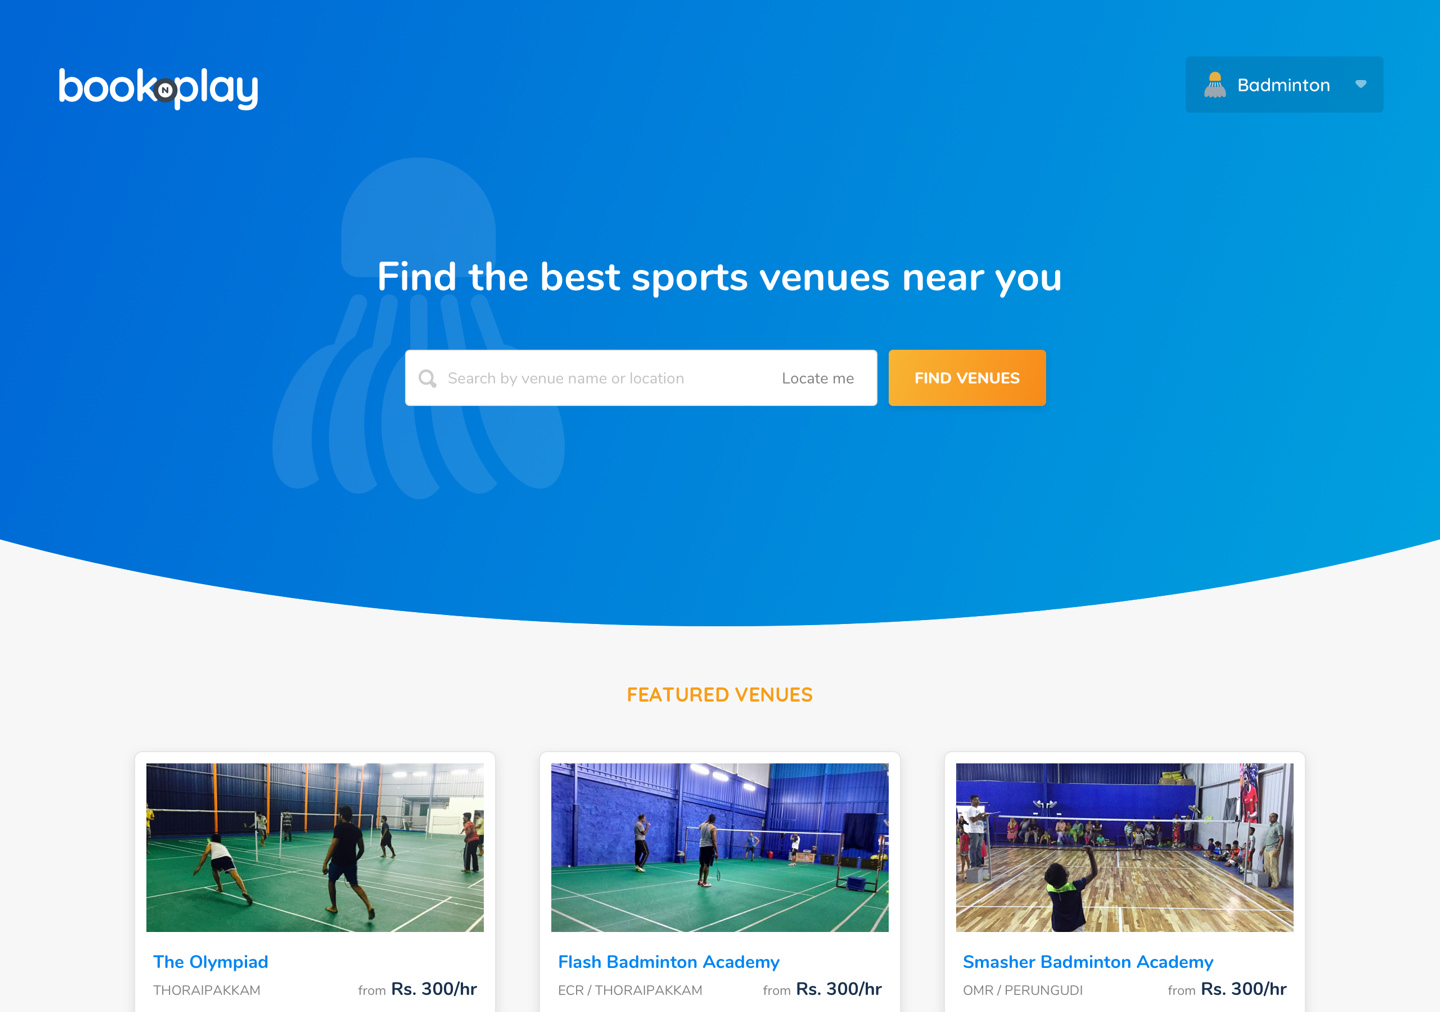 bookNplay
Badminton
Find the best sports venues near you
Search by venue name or location
Locate me
FIND VENUES
FEATURED VENUES
The Olympiad
THORAIPAKKAM
from Rs. 300/hr
Flash Badminton Academy
ECR / THORAIPAKKAM
from Rs. 300/hr
Smasher Badminton Academy
OMR / PERUNGUDI
from Rs. 300/hr